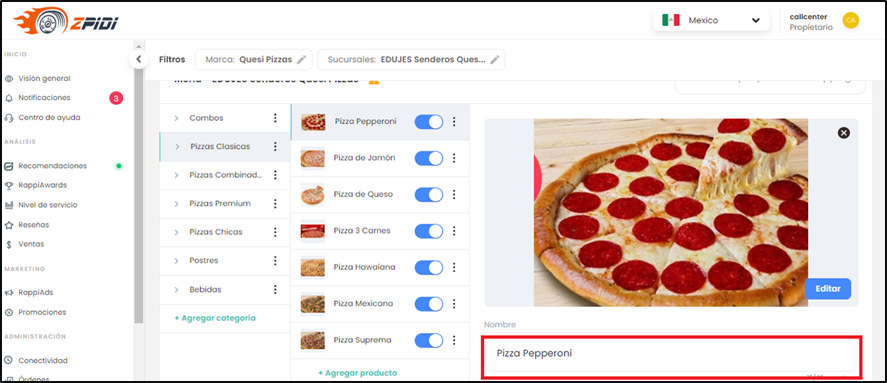 ZPIDI
Mexico
callcenter
Propietario
CA
Filtros
Marca: Quesi Pizzas
Sucursales: EDUJES Senderos Ques...
INICIO
Visión general
Notificaciones
3
Centro de ayuda
ANÁLISIS
Recomendaciones
RappiAwards
Nivel de servicio
Reseñas
Ventas
MARKETING
RappiAds
Promociones
ADMINISTRACIÓN
Conectividad
Órdenes
Menú - EDUJES Senderos Quesi Pizzas
Combos
Pizzas Clasicas
Pizzas Combinad...
Pizzas Premium
Pizzas Chicas
Postres
Bebidas
+ Agregar categoria
Pizza Pepperoni
Pizza de Jamón
Pizza de Queso
Pizza 3 Carnes
Pizza Hawaiana
Pizza Mexicana
Pizza Suprema
+ Agregar producto
Editar
Nombre
Pizza Pepperoni